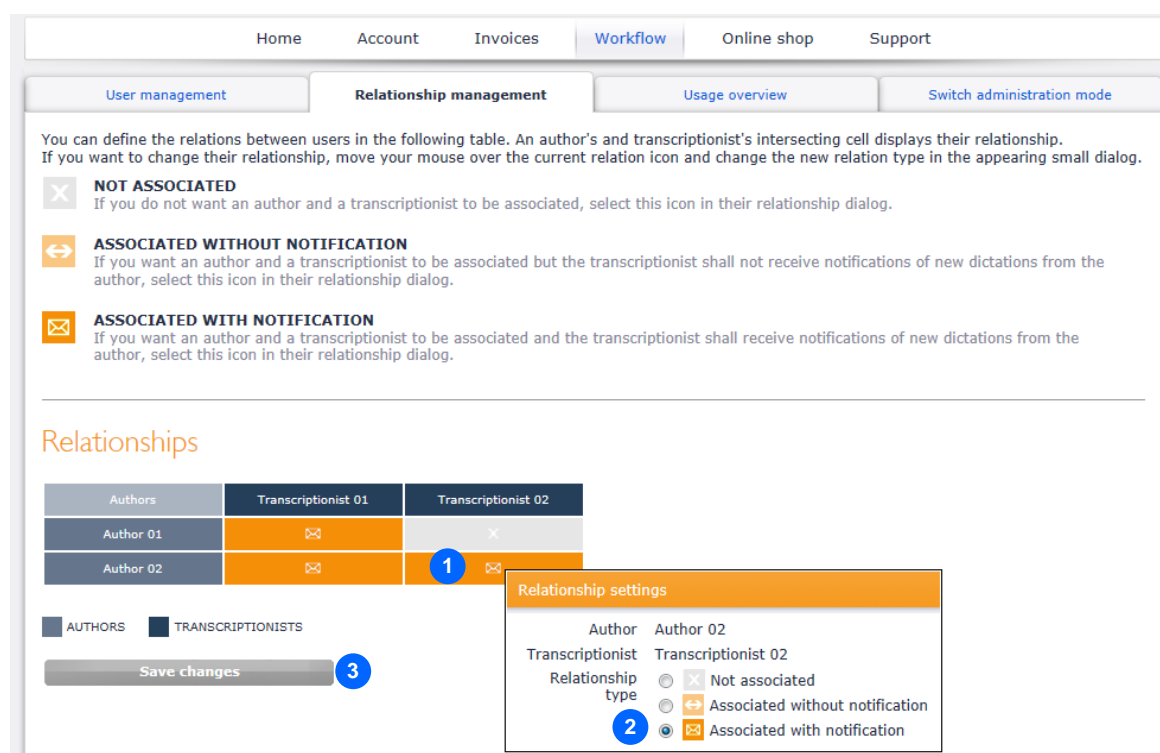 Home Account Invoices Workflow Online shop Support
User management Relationship management Usage overview Switch administration mode
You can define the relations between users in the following table. An author's and transcriptionist's intersecting cell displays their relationship.
If you want to change their relationship, move your mouse over the current relation icon and change the new relation type in the appearing small dialog.
NOT ASSOCIATED
If you do not want an author and a transcriptionist to be associated, select this icon in their relationship dialog.
ASSOCIATED WITHOUT NOTIFICATION
If you want an author and a transcriptionist to be associated but the transcriptionist shall not receive notifications of new dictations from the
author, select this icon in their relationship dialog.
ASSOCIATED WITH NOTIFICATION
If you want an author and a transcriptionist to be associated and the transcriptionist shall receive notifications of new dictations from the
author, select this icon in their relationship dialog.
Relationships
Authors Transcriptionist 01 Transcriptionist 02
Author 01
Author 02 1
AUTHORS TRANSCRIPTIONISTS
Save changes 3
Relationship settings
Author Author 02
Transcriptionist Transcriptionist 02
Relationship Not associated
type Associated without notification
2 Associated with notification